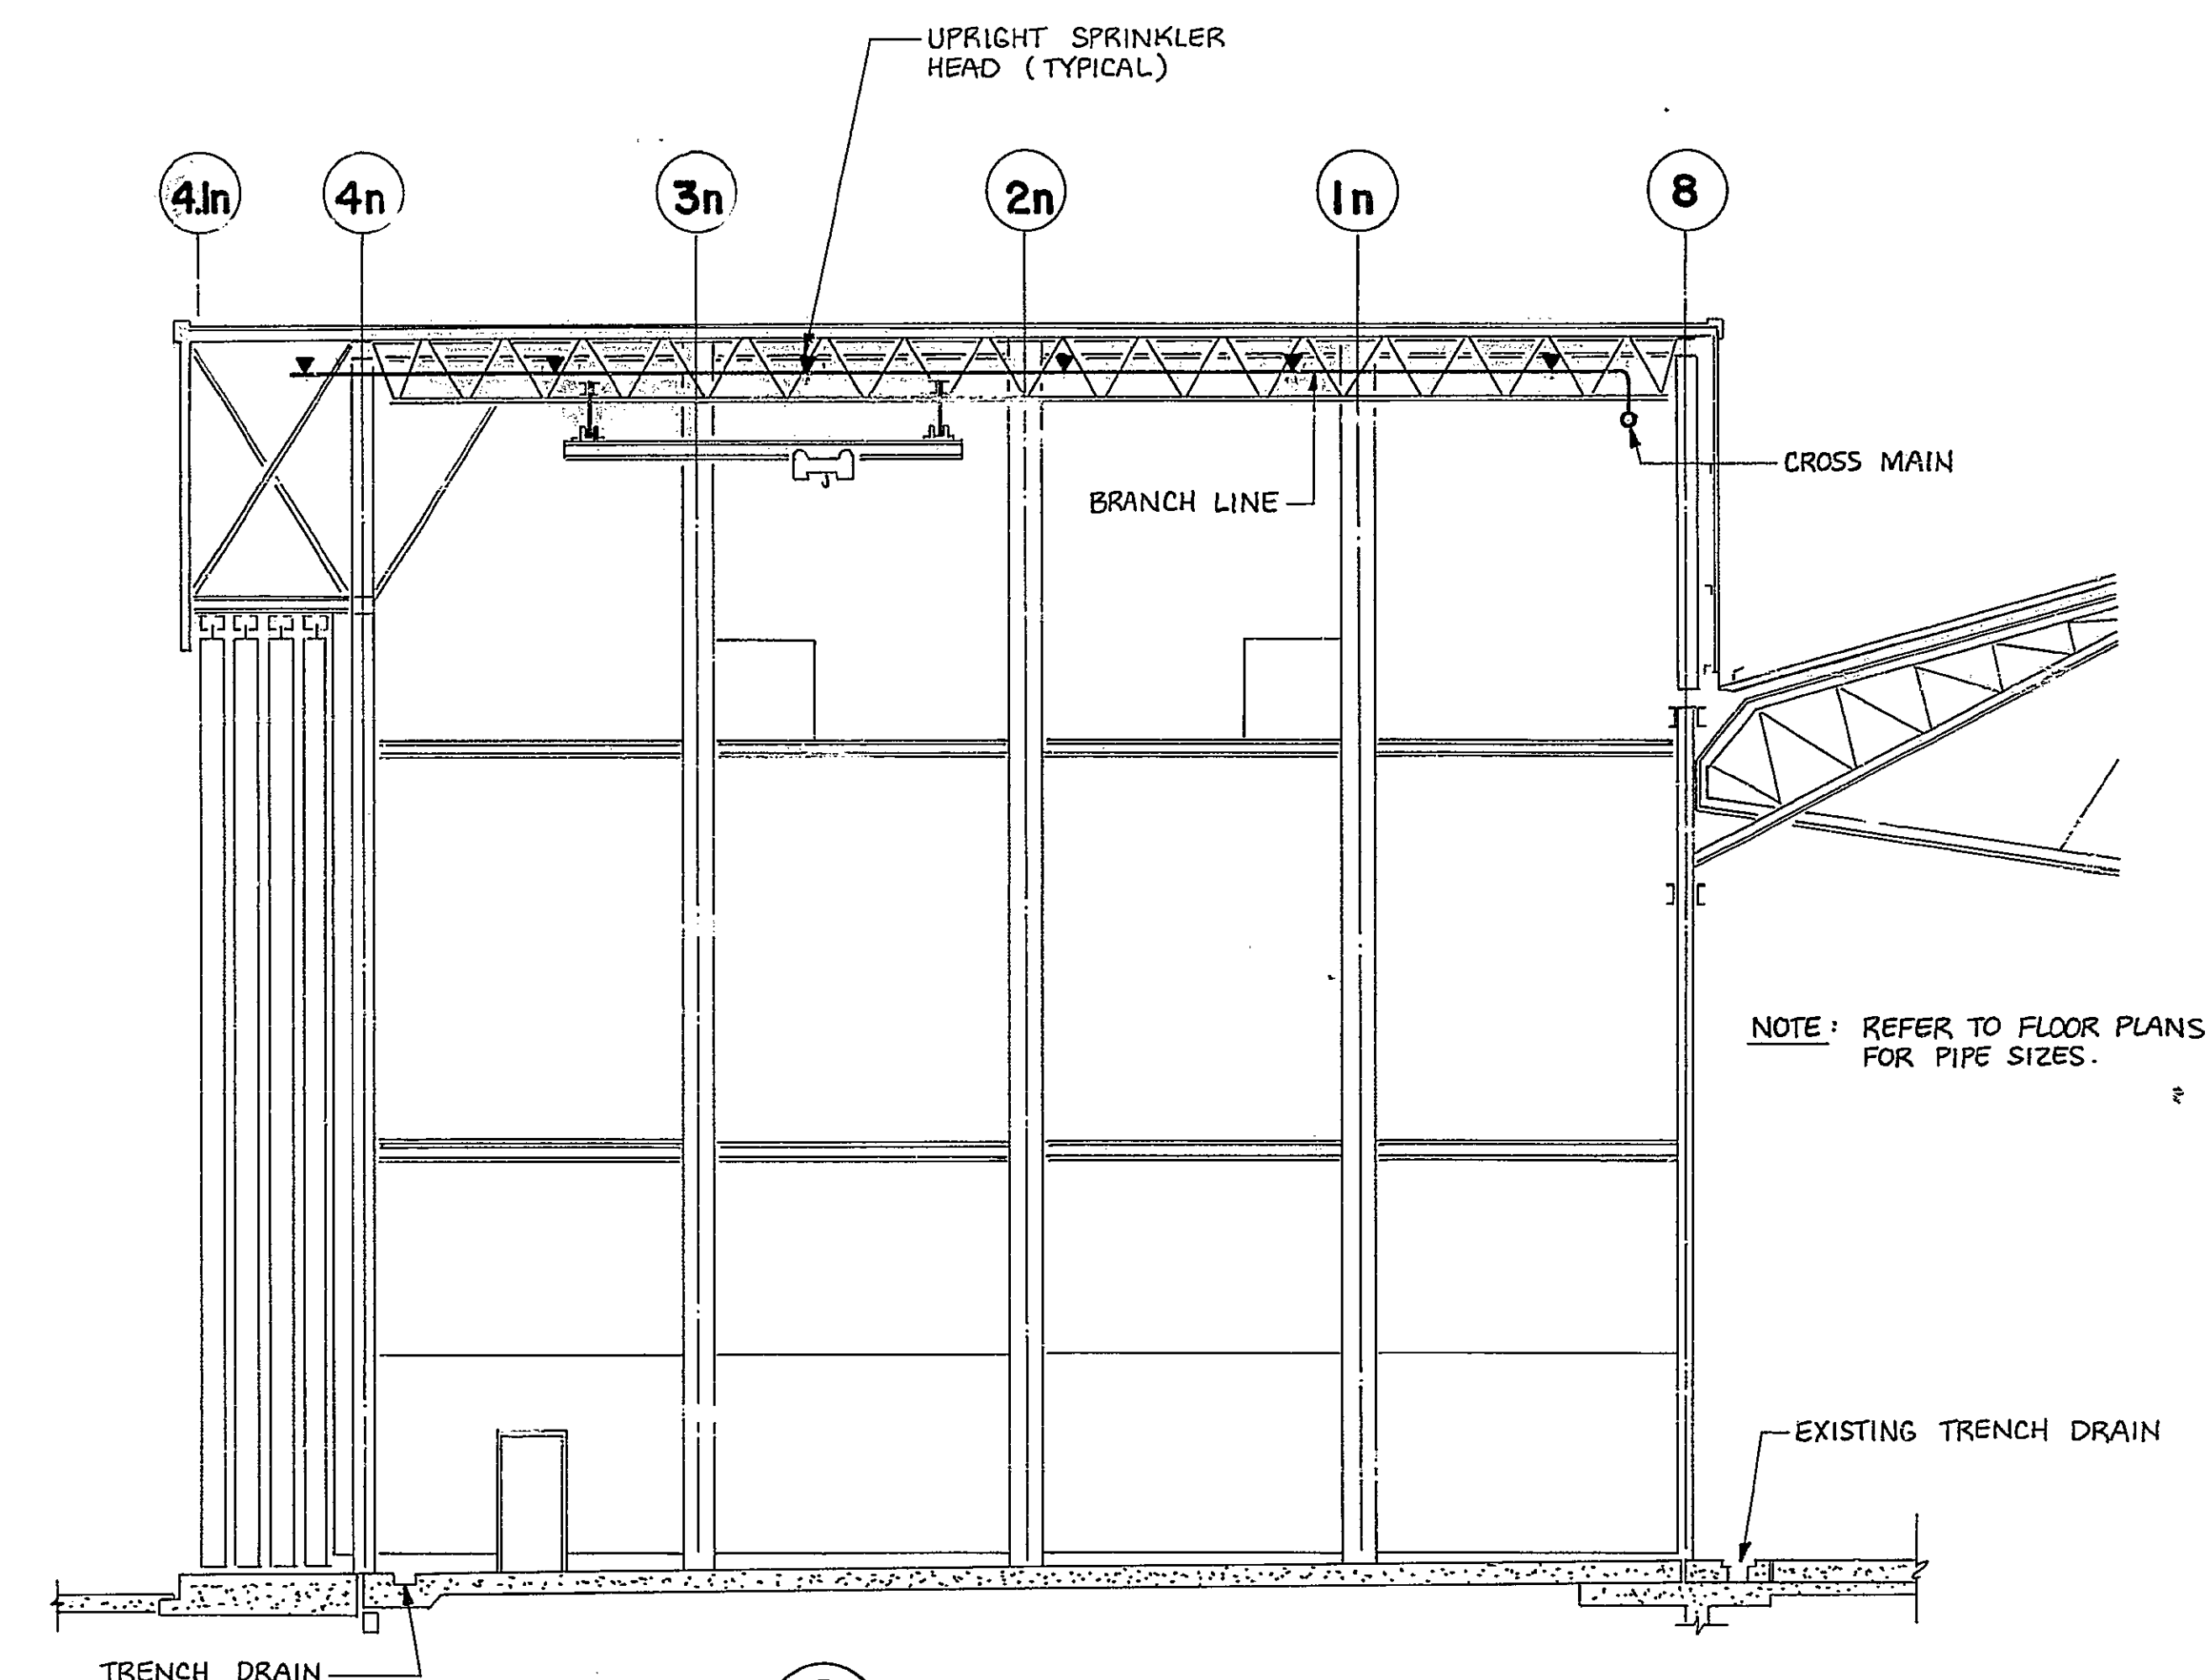 UPRIGHT SPRINKLER
HEAD (TYPICAL)
4.1n
4n
3n
2n
1n
8
CROSS MAIN
BRANCH LINE
NOTE: REFER TO FLOOR PLANS
FOR PIPE SIZES.
EXISTING TRENCH DRAIN
TRENCH DRAIN